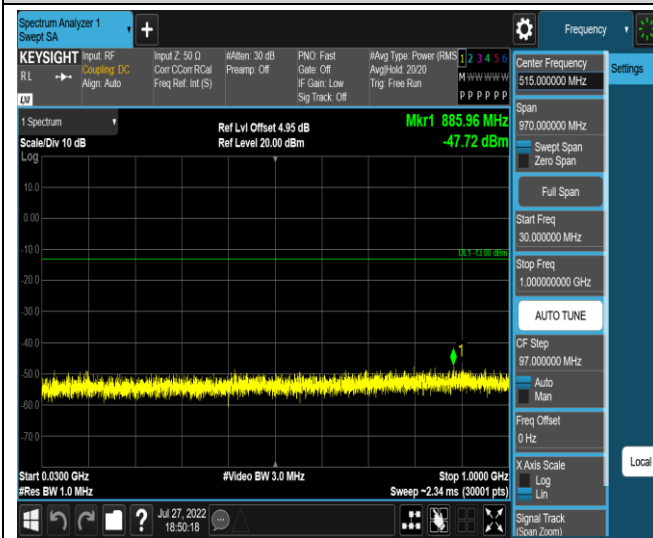 Spectrum Analyzer 1
Swept SA
Frequency
KEYSIGHT
RL
LXI
Input: RF
Coupling: DC
Align: Auto
Input Z: 50 Ω
Corr CCorr RCal
Freq Ref: Int (S)
#Atten: 30 dB
Preamp: Off
PNO: Fast
Gate: Off
IF Gain: Low
Sig Track: Off
#Avg Type: Power (RMS
Avg|Hold: 20/20
Trig: Free Run
1 2 3 4 5 6
M W W W W W
P P P P P P
1 Spectrum
Scale/Div 10 dB
Log
Ref Lvl Offset 4.95 dB
Ref Level 20.00 dBm
Mkr1 885.96 MHz
-47.72 dBm
10.0
0.00
-10.0
DL1 -13.00 dBm
-20.0
-30.0
-40.0
1
-50.0
-60.0
-70.0
Start 0.0300 GHz
#Res BW 1.0 MHz
#Video BW 3.0 MHz
Stop 1.0000 GHz
Sweep ~2.34 ms (30001 pts)
?
Jul 27, 2022
18:50:18
Center Frequency
515.000000 MHz
Settings
Span
970.000000 MHz
Swept Span
Zero Span
Full Span
Start Freq
30.000000 MHz
Stop Freq
1.000000000 GHz
AUTO TUNE
CF Step
97.000000 MHz
Auto
Man
Freq Offset
0 Hz
X Axis Scale
Log
Lin
Local
Signal Track
(Span Zoom)